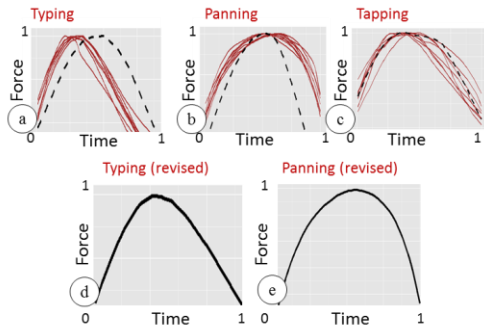 Typing
1
Force
a
0
Time
1
Panning
1
Force
b
0
Time
1
Tapping
1
Force
c
0
Time
1
Typing (revised)
1
Force
d
0
Time
1
Panning (revised)
1
Force
e
0
Time
1